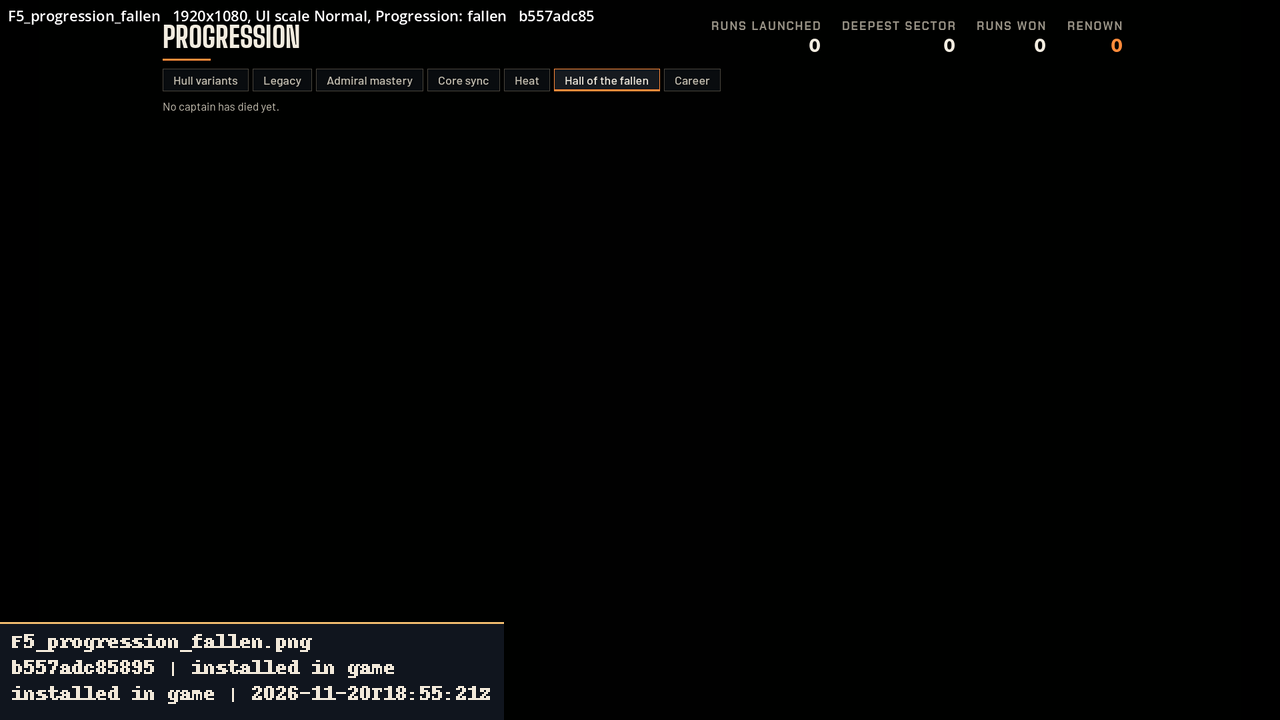 F5_progression_fallen   1920x1080, UI scale Normal, Progression: fallen   b557adc85
PROGRESSION
RUNS LAUNCHED DEEPEST SECTOR RUNS WON RENOWN
0 0 0 0
Hull variants Legacy Admiral mastery Core sync Heat Hall of the fallen Career
No captain has died yet.
F5_progression_fallen.png
b557adc85895 | installed in game
installed in game | 2026-11-20T18:55:21Z